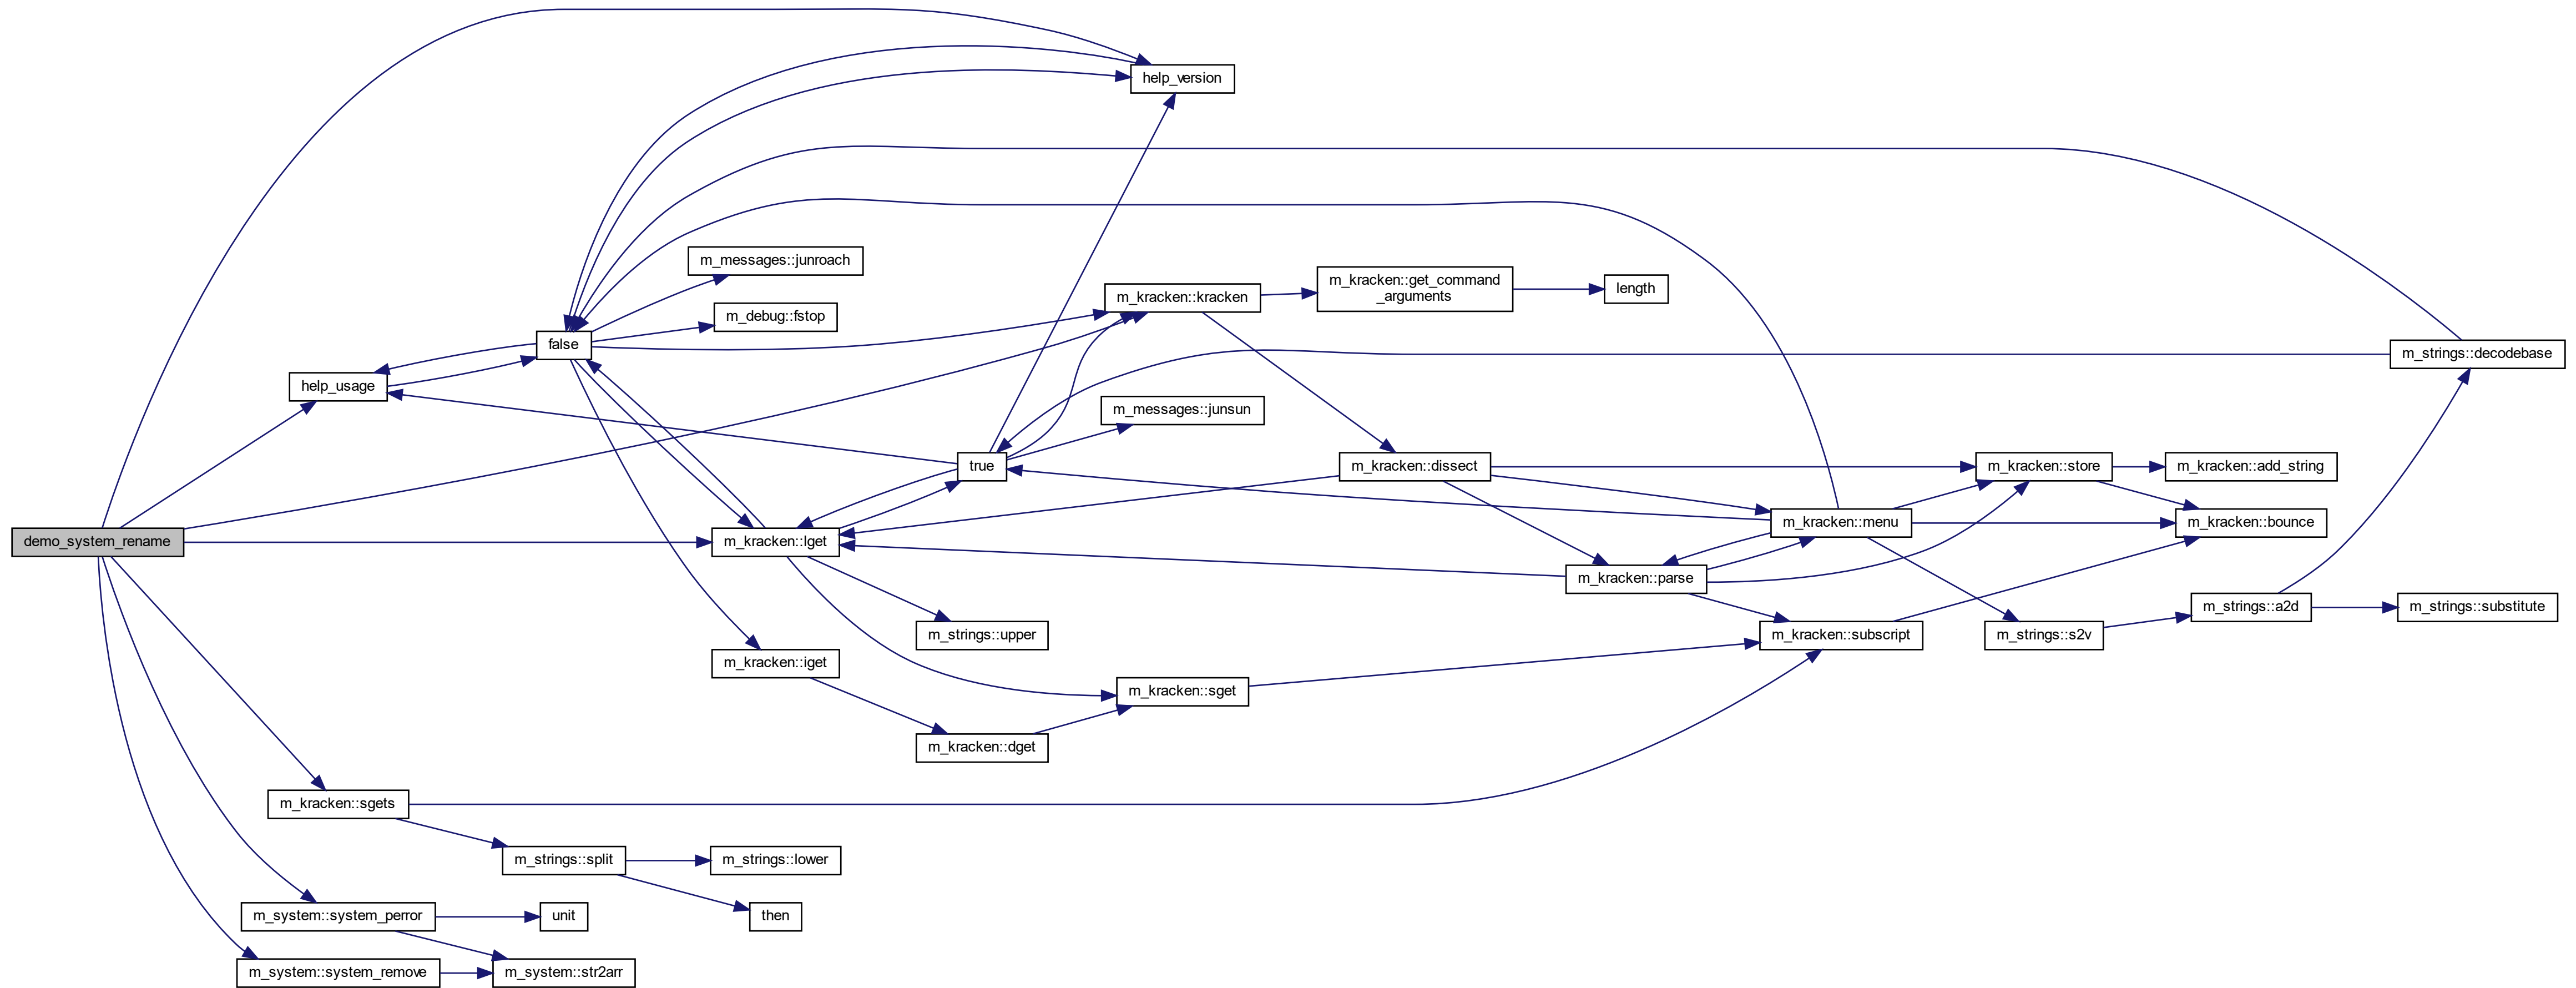 help_version
m_messages::junroach
m_kracken::get_command
_arguments
length
m_kracken::kracken
m_debug::fstop
false
m_strings::decodebase
help_usage
m_messages::junsun
true
m_kracken::dissect
m_kracken::store
m_kracken::add_string
demo_system_rename
m_kracken::lget
m_kracken::menu
m_kracken::bounce
m_kracken::parse
m_strings::a2d
m_strings::substitute
m_strings::upper
m_kracken::subscript
m_strings::s2v
m_kracken::iget
m_kracken::sget
m_kracken::dget
m_kracken::sgets
m_strings::split
m_strings::lower
m_system::system_perror
unit
then
m_system::system_remove
m_system::str2arr